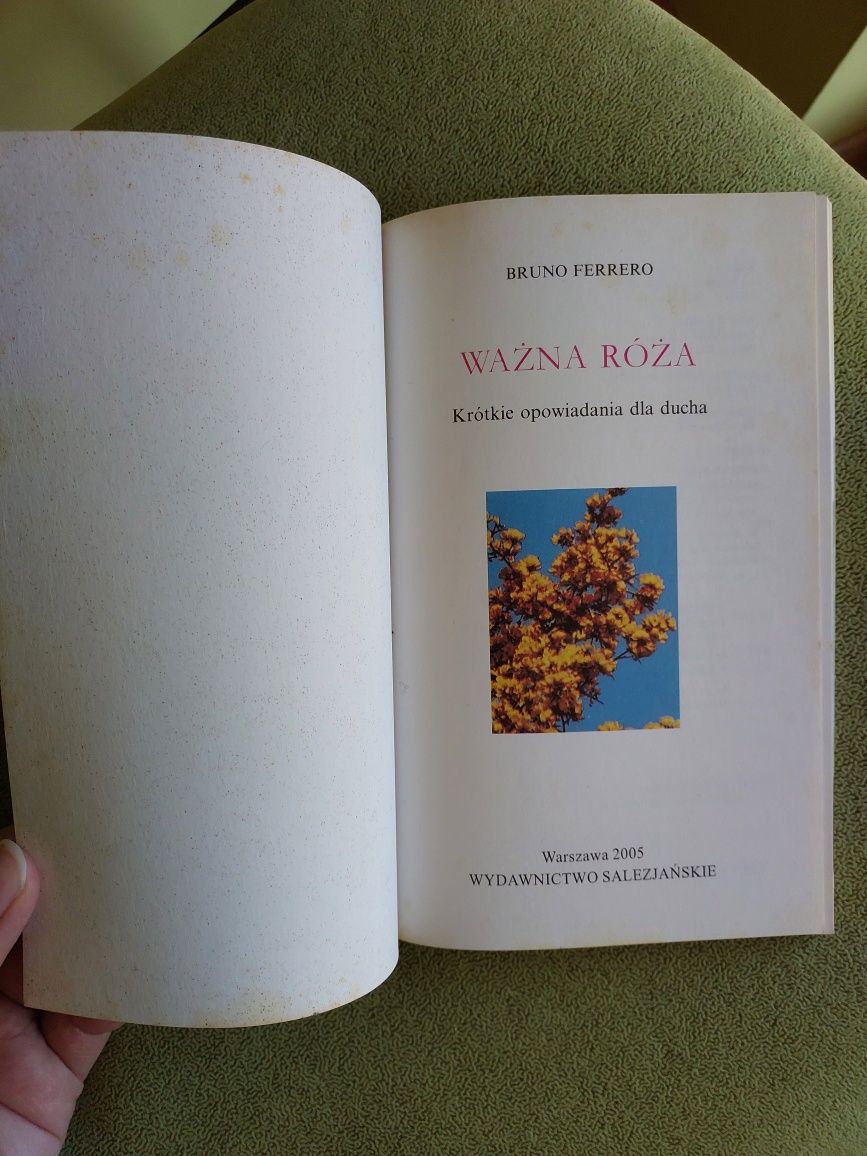 BRUNO FERRERO
WAŻNA RÓŻA
Krótkie opowiadania dla ducha
Warszawa 2005
WYDAWNICTWO SALEZJAŃSKIE